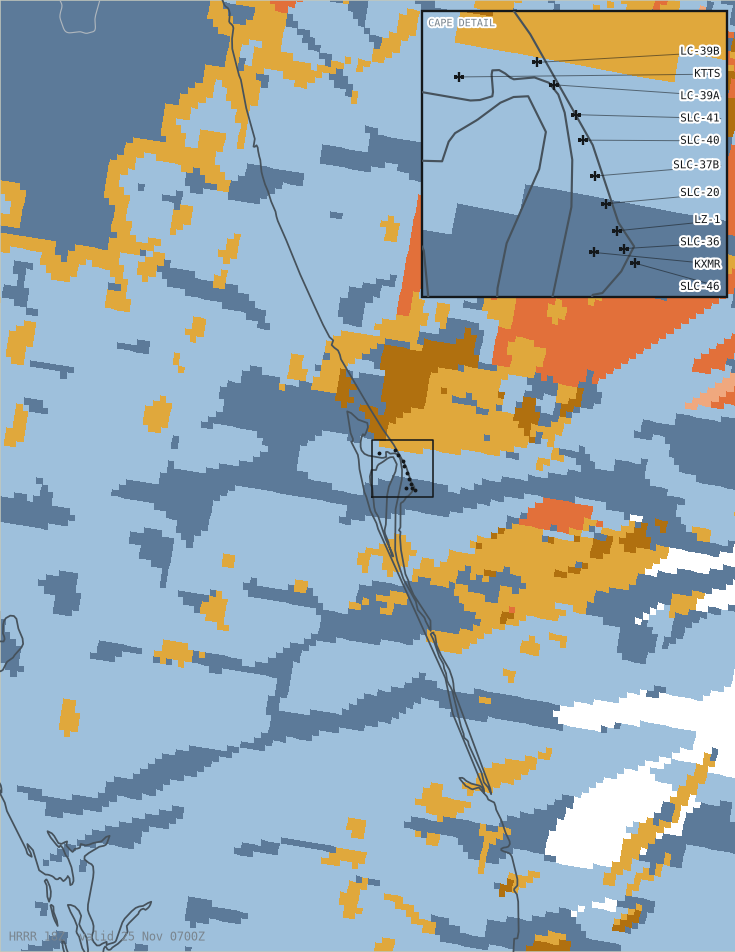 CAPE DETAIL
LC-39B
KTTS
LC-39A
SLC-41
SLC-40
SLC-37B
SLC-20
LZ-1
SLC-36
KXMR
SLC-46
HRRR valid 25 Nov 0700Z